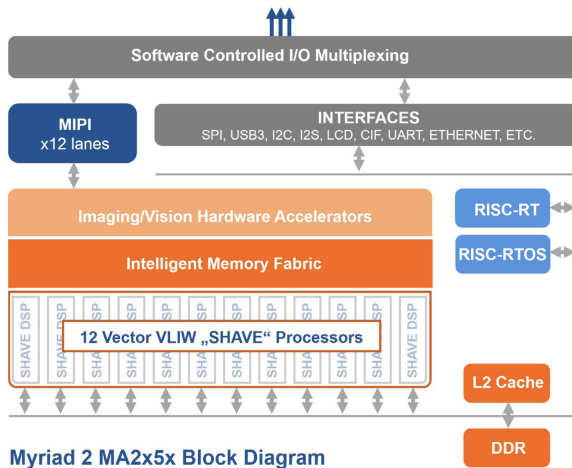 Software Controlled I/O Multiplexing
MIPI
x12 lanes
INTERFACES
SPI, USB3, I2C, I2S, LCD, CIF, UART, ETHERNET, ETC.
Imaging/Vision Hardware Accelerators
RISC-RT
Intelligent Memory Fabric
RISC-RTOS
SHAVE DSP
SHAVE DSP
SHAVE DSP
SHAVE DSP
SHAVE DSP
SHAVE DSP
SHAVE DSP
SHAVE DSP
SHAVE DSP
SHAVE DSP
SHAVE DSP
SHAVE DSP
12 Vector VLIW „SHAVE“ Processors
L2 Cache
DDR
Myriad 2 MA2x5x Block Diagram